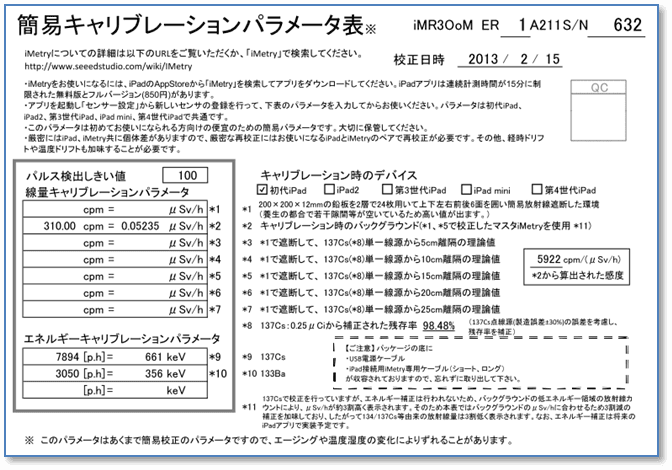 簡易キャリブレーションパラメータ表※
iMR3OoM ER 1 A211S/N 632
校正日時 2013 / 2 / 15
iMetryについての詳細は以下のURLをご覧いただくか、「iMetry」で検索してください。
http://www.seeedstudio.com/wiki/IMetry
QC
・iMetryをお使いになるには、iPadのAppStoreから「iMetry」を検索してアプリをダウンロードしてください。iPadアプリは連続計測時間が15分に制
限された無料版とフルバージョン(850円)があります。
・アプリを起動し「センサー設定」から新しいセンサの登録を行って、下表のパラメータを入力してからお使いください。パラメータは初代iPad、
iPad2、第3世代iPad、iPad mini、第4世代iPadで共通です。
・このパラメータは初めてお使いになられる方向けの便宜のための簡易パラメータです。大切に保管してください。
・厳密にはiPad、iMetry共に個体差がありますので、厳密な再校正にはお使いになるiPadとiMetryのペアで再校正が必要です。その他、経時ドリフ
トや温度ドリフトも加味することが必要です。
パルス検出しきい値 100
線量キャリブレーションパラメータ
cpm = μSv/h *1
310.00 cpm = 0.05235 μSv/h *2
cpm = μSv/h *3
cpm = μSv/h *4
cpm = μSv/h *5
cpm = μSv/h *6
cpm = μSv/h *7
エネルギーキャリブレーションパラメータ
7894 [p.h]= 661 keV *9
3050 [p.h]= 356 keV *10
[p.h]= keV
キャリブレーション時のデバイス
初代iPad iPad2 第3世代iPad iPad mini 第4世代iPad
*1 200×200×12mmの鉛板を2層で24枚用いて上下左右前後6面を囲い簡易放射線遮断した環境
(養生の都合で若干隙間等が空いているため高い値が出ます。)
*2 キャリブレーション時のバックグラウンド(*1、*5で校正したマスタiMetryを使用 *11)
*3 *1で遮断して、137Cs(*8)単一線源から5cm離隔の理論値
*4 *1で遮断して、137Cs(*8)単一線源から10cm離隔の理論値
*5 *1で遮断して、137Cs(*8)単一線源から15cm離隔の理論値
*6 *1で遮断して、137Cs(*8)単一線源から20cm離隔の理論値
*7 *1で遮断して、137Cs(*8)単一線源から25cm離隔の理論値
5922 cpm/(μSv/h)
*2から算出された感度
*8 137Cs:0.25μCiから補正された残存率 98.48% (137Cs点線源(製造誤差±30%)の誤差を考慮し、
残存率を補正)
*9 137Cs
*10 133Ba
【ご注意】パッケージの底に
・USB電源ケーブル
・iPad接続用iMetry専用ケーブル(ショート、ロング)
が収容されておりますので、忘れずに取り出して下さい。
*11 137Csで校正を行っていますが、エネルギー補正は行われないため、バックグラウンドの低エネルギー領域の放射線カ
ウントにより、μSv/hが約3割高く表示されます。そのため本表ではバックグラウンドのμSv/hに合わせるため3割減の
補正を加味しており、したがって134/137Cs等由来の放射線量は3割低く表示されます。なお、エネルギー補正は将来の
iPadアプリで実装予定です。
※ このパラメータはあくまで簡易校正のパラメータですので、エージングや温度湿度の変化によりずれることがあります。